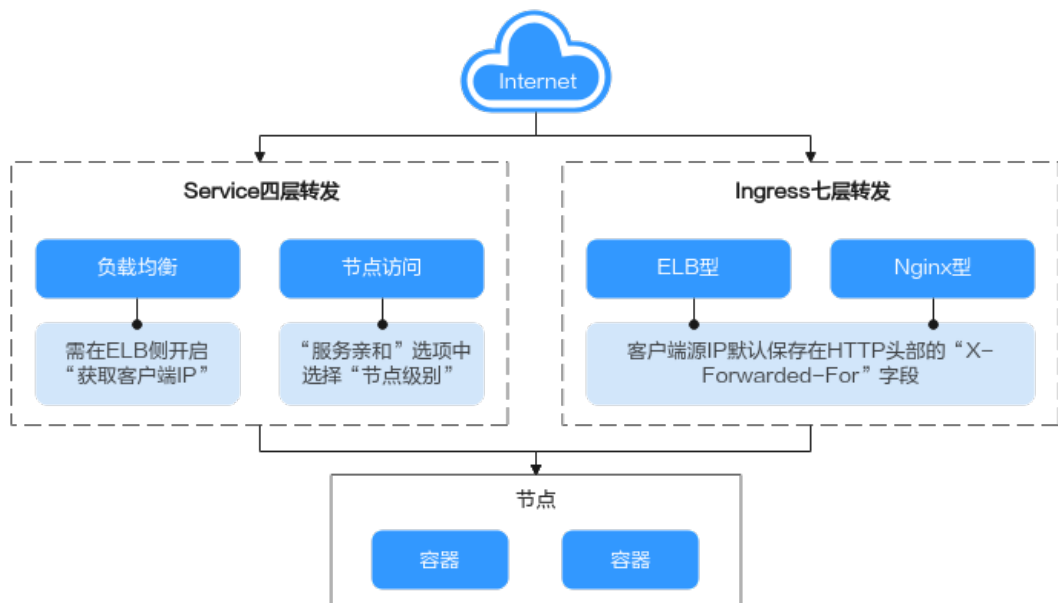 Internet
Service四层转发
Ingress七层转发
负载均衡
节点访问
ELB型
Nginx型
需在ELB侧开启
“获取客户端IP”
“服务亲和”选项中
选择“节点级别”
客户端源IP默认保存在HTTP头部的“X-
Forwarded-For”字段
节点
容器
容器